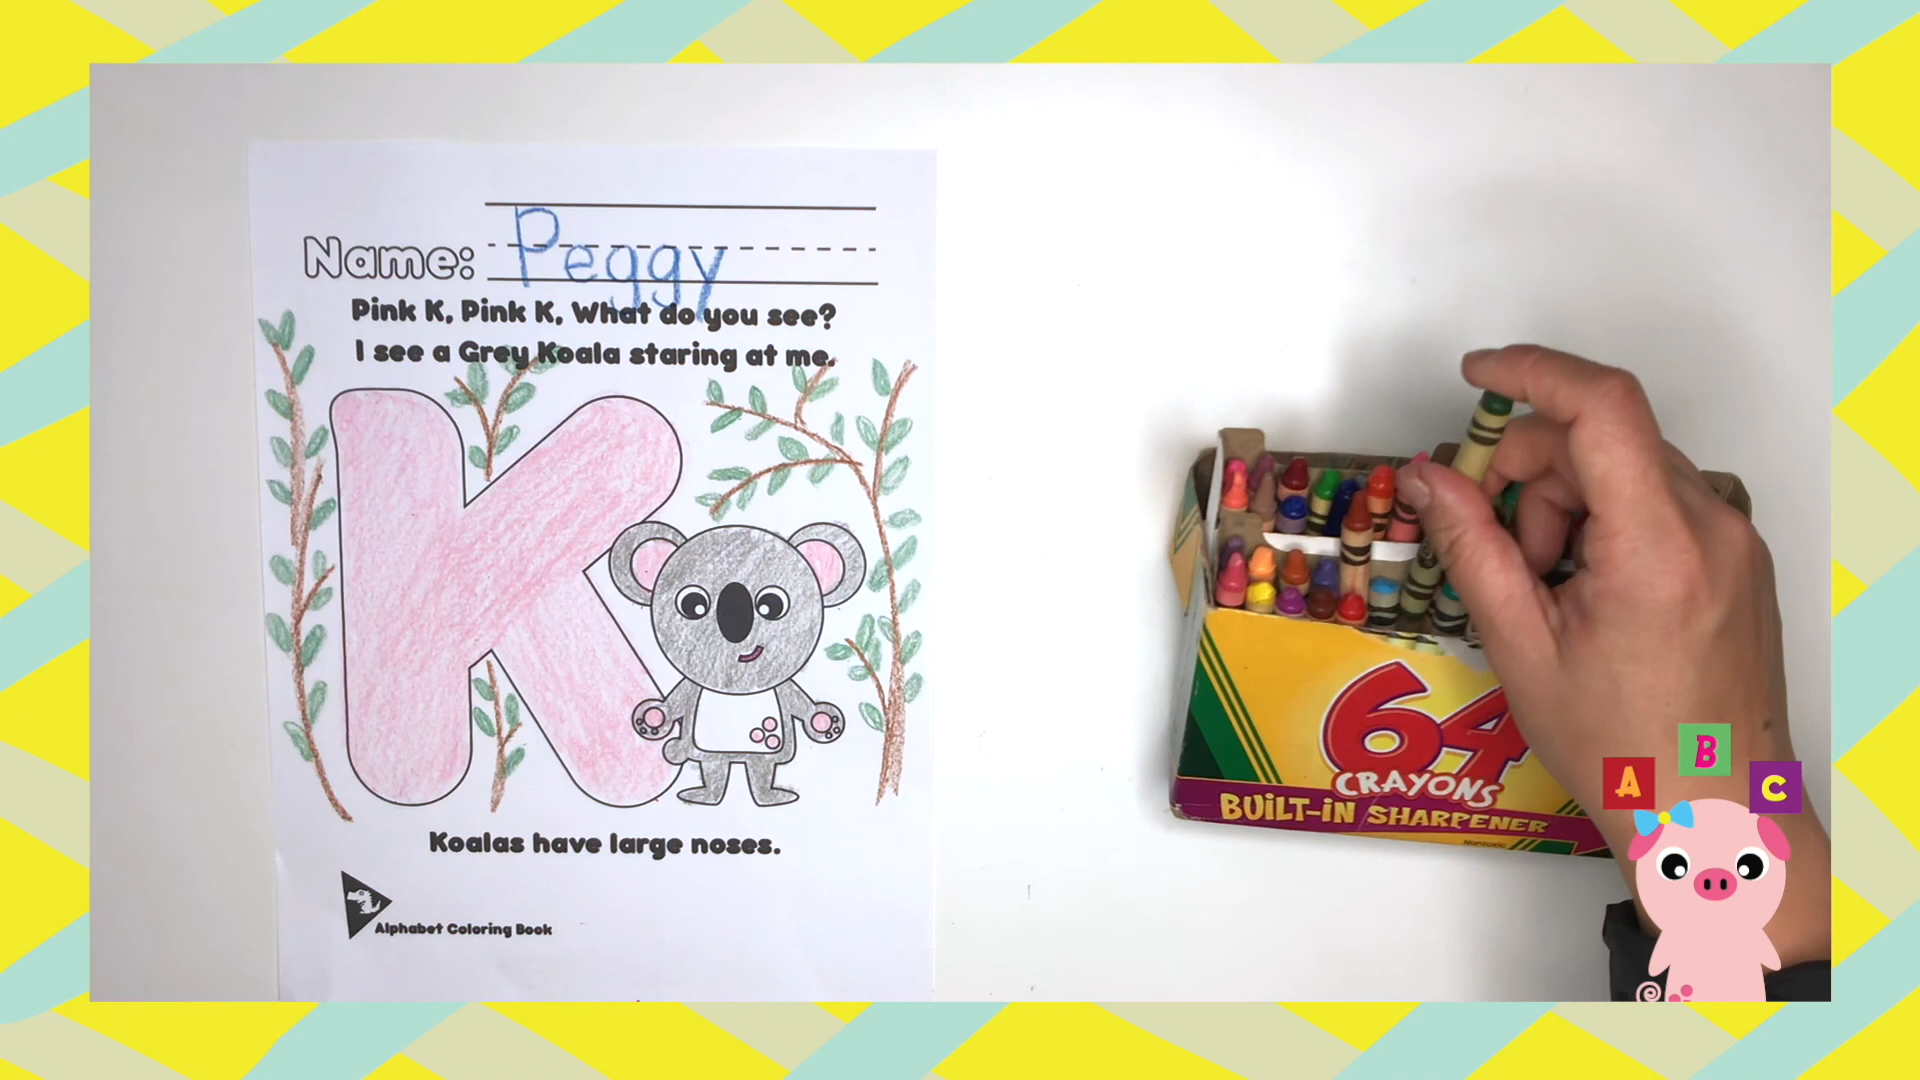 Name: Peggy
Pink K, Pink K, What do you see?
I see a Grey Koala staring at me.
K
Koalas have large noses.
Alphabet Coloring Book
64
CRAYONS
BUILT-IN SHARPENER
Nontoxic
A B C